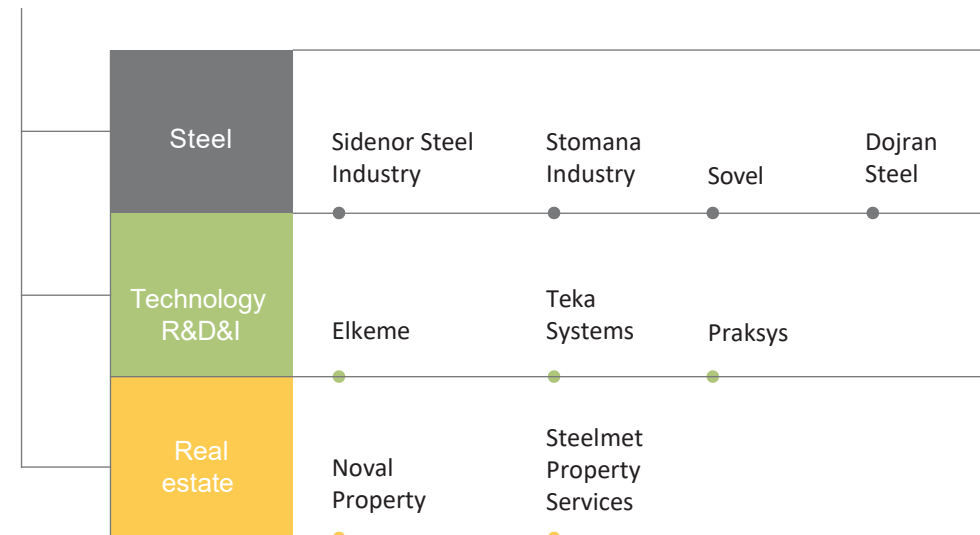 Steel
Sidenor Steel
Industry
Stomana
Industry
Sovel
Dojran
Steel
Technology
R&D&I
Elkeme
Teka
Systems
Praksys
Real
estate
Noval
Property
Steelmet
Property
Services